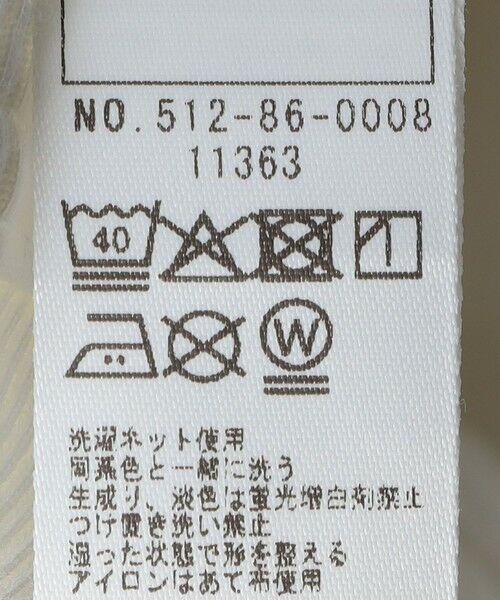 NO.512-86-0008
11363
40
W
洗濯ネット使用
同系色と一緒に洗う
生成り、淡色は蛍光増白剤禁止
つけ置き洗い禁止
湿った状態で形を整える
アイロンはあて布使用